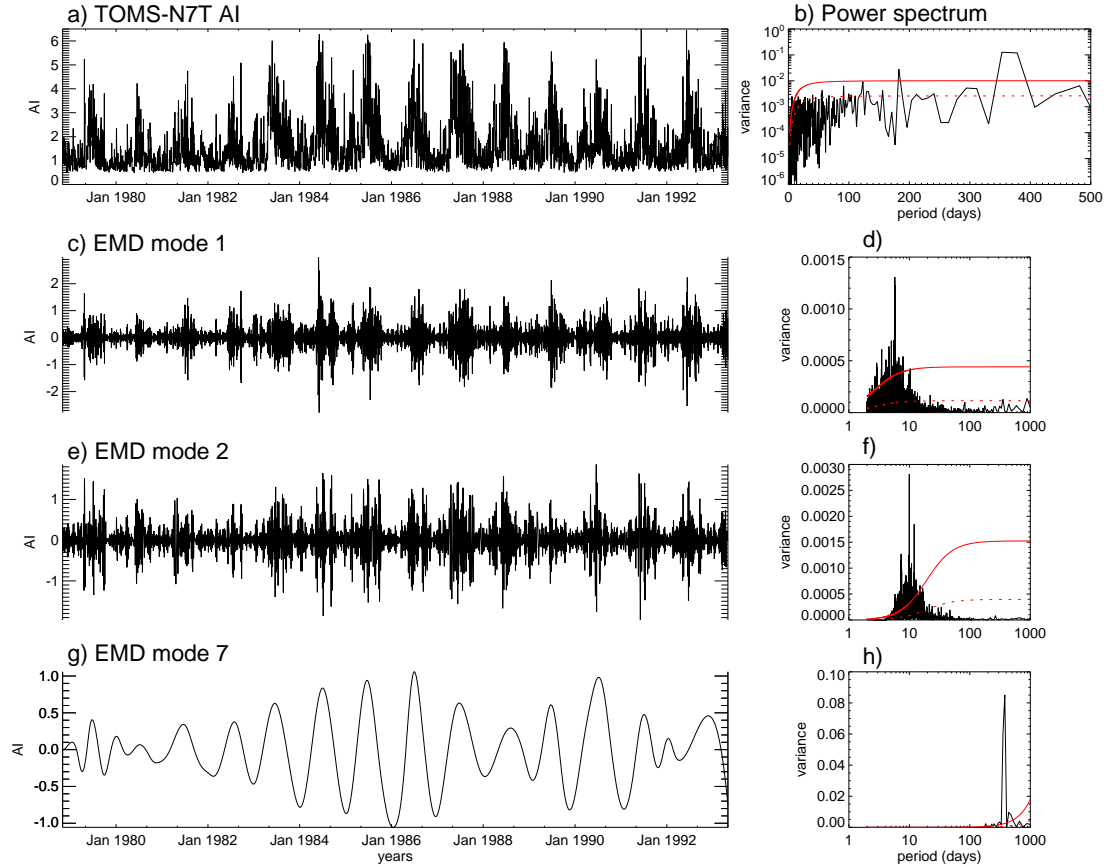 a) TOMS-N7T AI
b) Power spectrum
AI
6
5
4
3
2
1
0
Jan 1980 Jan 1982 Jan 1984 Jan 1986 Jan 1988 Jan 1990 Jan 1992
variance
10^0
10^-1
10^-2
10^-3
10^-4
10^-5
10^-6
0 100 200 300 400 500
period (days)
c) EMD mode 1
d)
AI
2
1
0
-1
-2
variance
0.0015
0.0010
0.0005
0.0000
1 10 100 1000
e) EMD mode 2
f)
AI
1
0
-1
variance
0.0030
0.0025
0.0020
0.0015
0.0010
0.0005
0.0000
1 10 100 1000
g) EMD mode 7
h)
AI
1.0
0.5
0.0
-0.5
-1.0
Jan 1980 Jan 1982 Jan 1984 Jan 1986 Jan 1988 Jan 1990 Jan 1992
years
variance
0.10
0.08
0.06
0.04
0.02
0.00
1 10 100 1000
period (days)